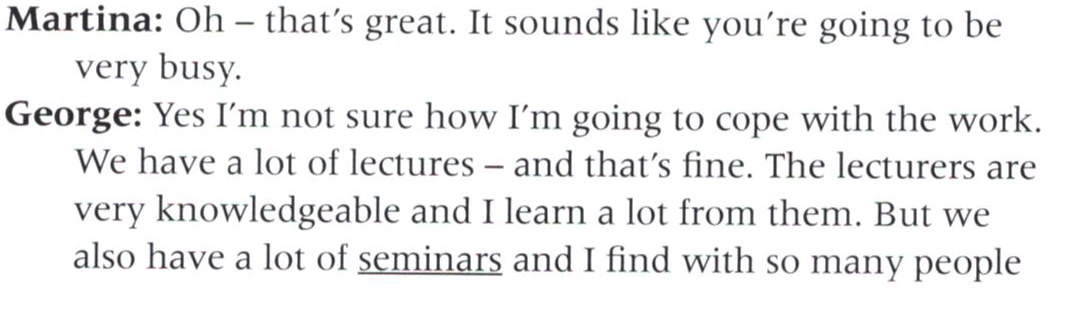 Martina: Oh – that's great. It sounds like you're going to be
very busy.
George: Yes I'm not sure how I'm going to cope with the work.
We have a lot of lectures – and that's fine. The lecturers are
very knowledgeable and I learn a lot from them. But we
also have a lot of seminars and I find with so many people